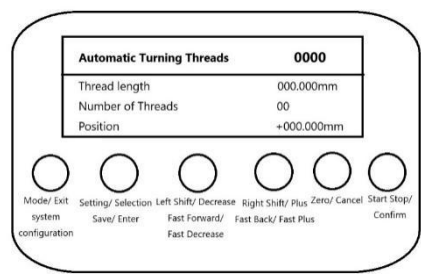 Automatic Turning Threads 0000
Thread length 000.000mm
Number of Threads 00
Position +000.000mm
Mode/ Exit
system
configuration
Setting/ Selection
Save/ Enter
Left Shift/ Decrease
Fast Forward/
Fast Decrease
Right Shift/ Plus
Fast Back/ Fast Plus
Zero/ Cancel
Start Stop/
Confirm